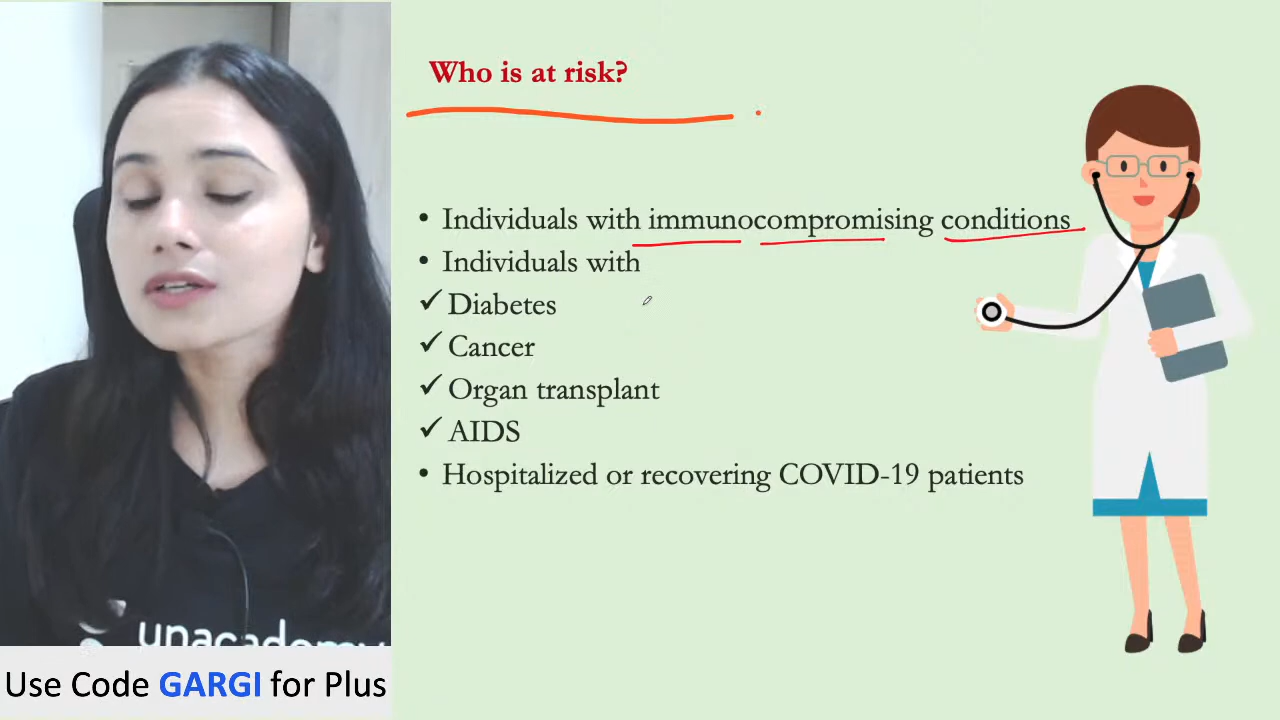 Who is at risk?
• Individuals with immunocompromising conditions
• Individuals with
✓ Diabetes
✓ Cancer
✓ Organ transplant
✓ AIDS
• Hospitalized or recovering COVID-19 patients
unacademy
Use Code GARGI for Plus